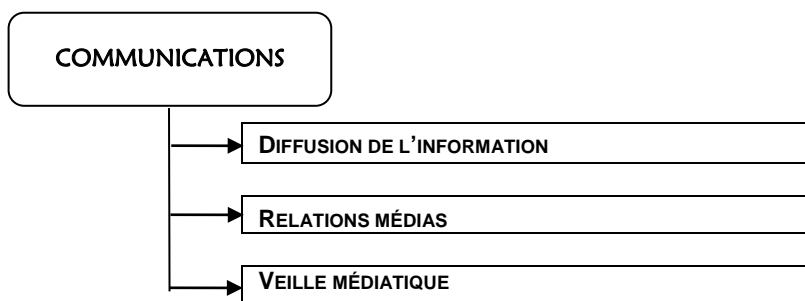 COMMUNICATIONS
DIFFUSION DE L’INFORMATION
RELATIONS MÉDIAS
VEILLE MÉDIATIQUE